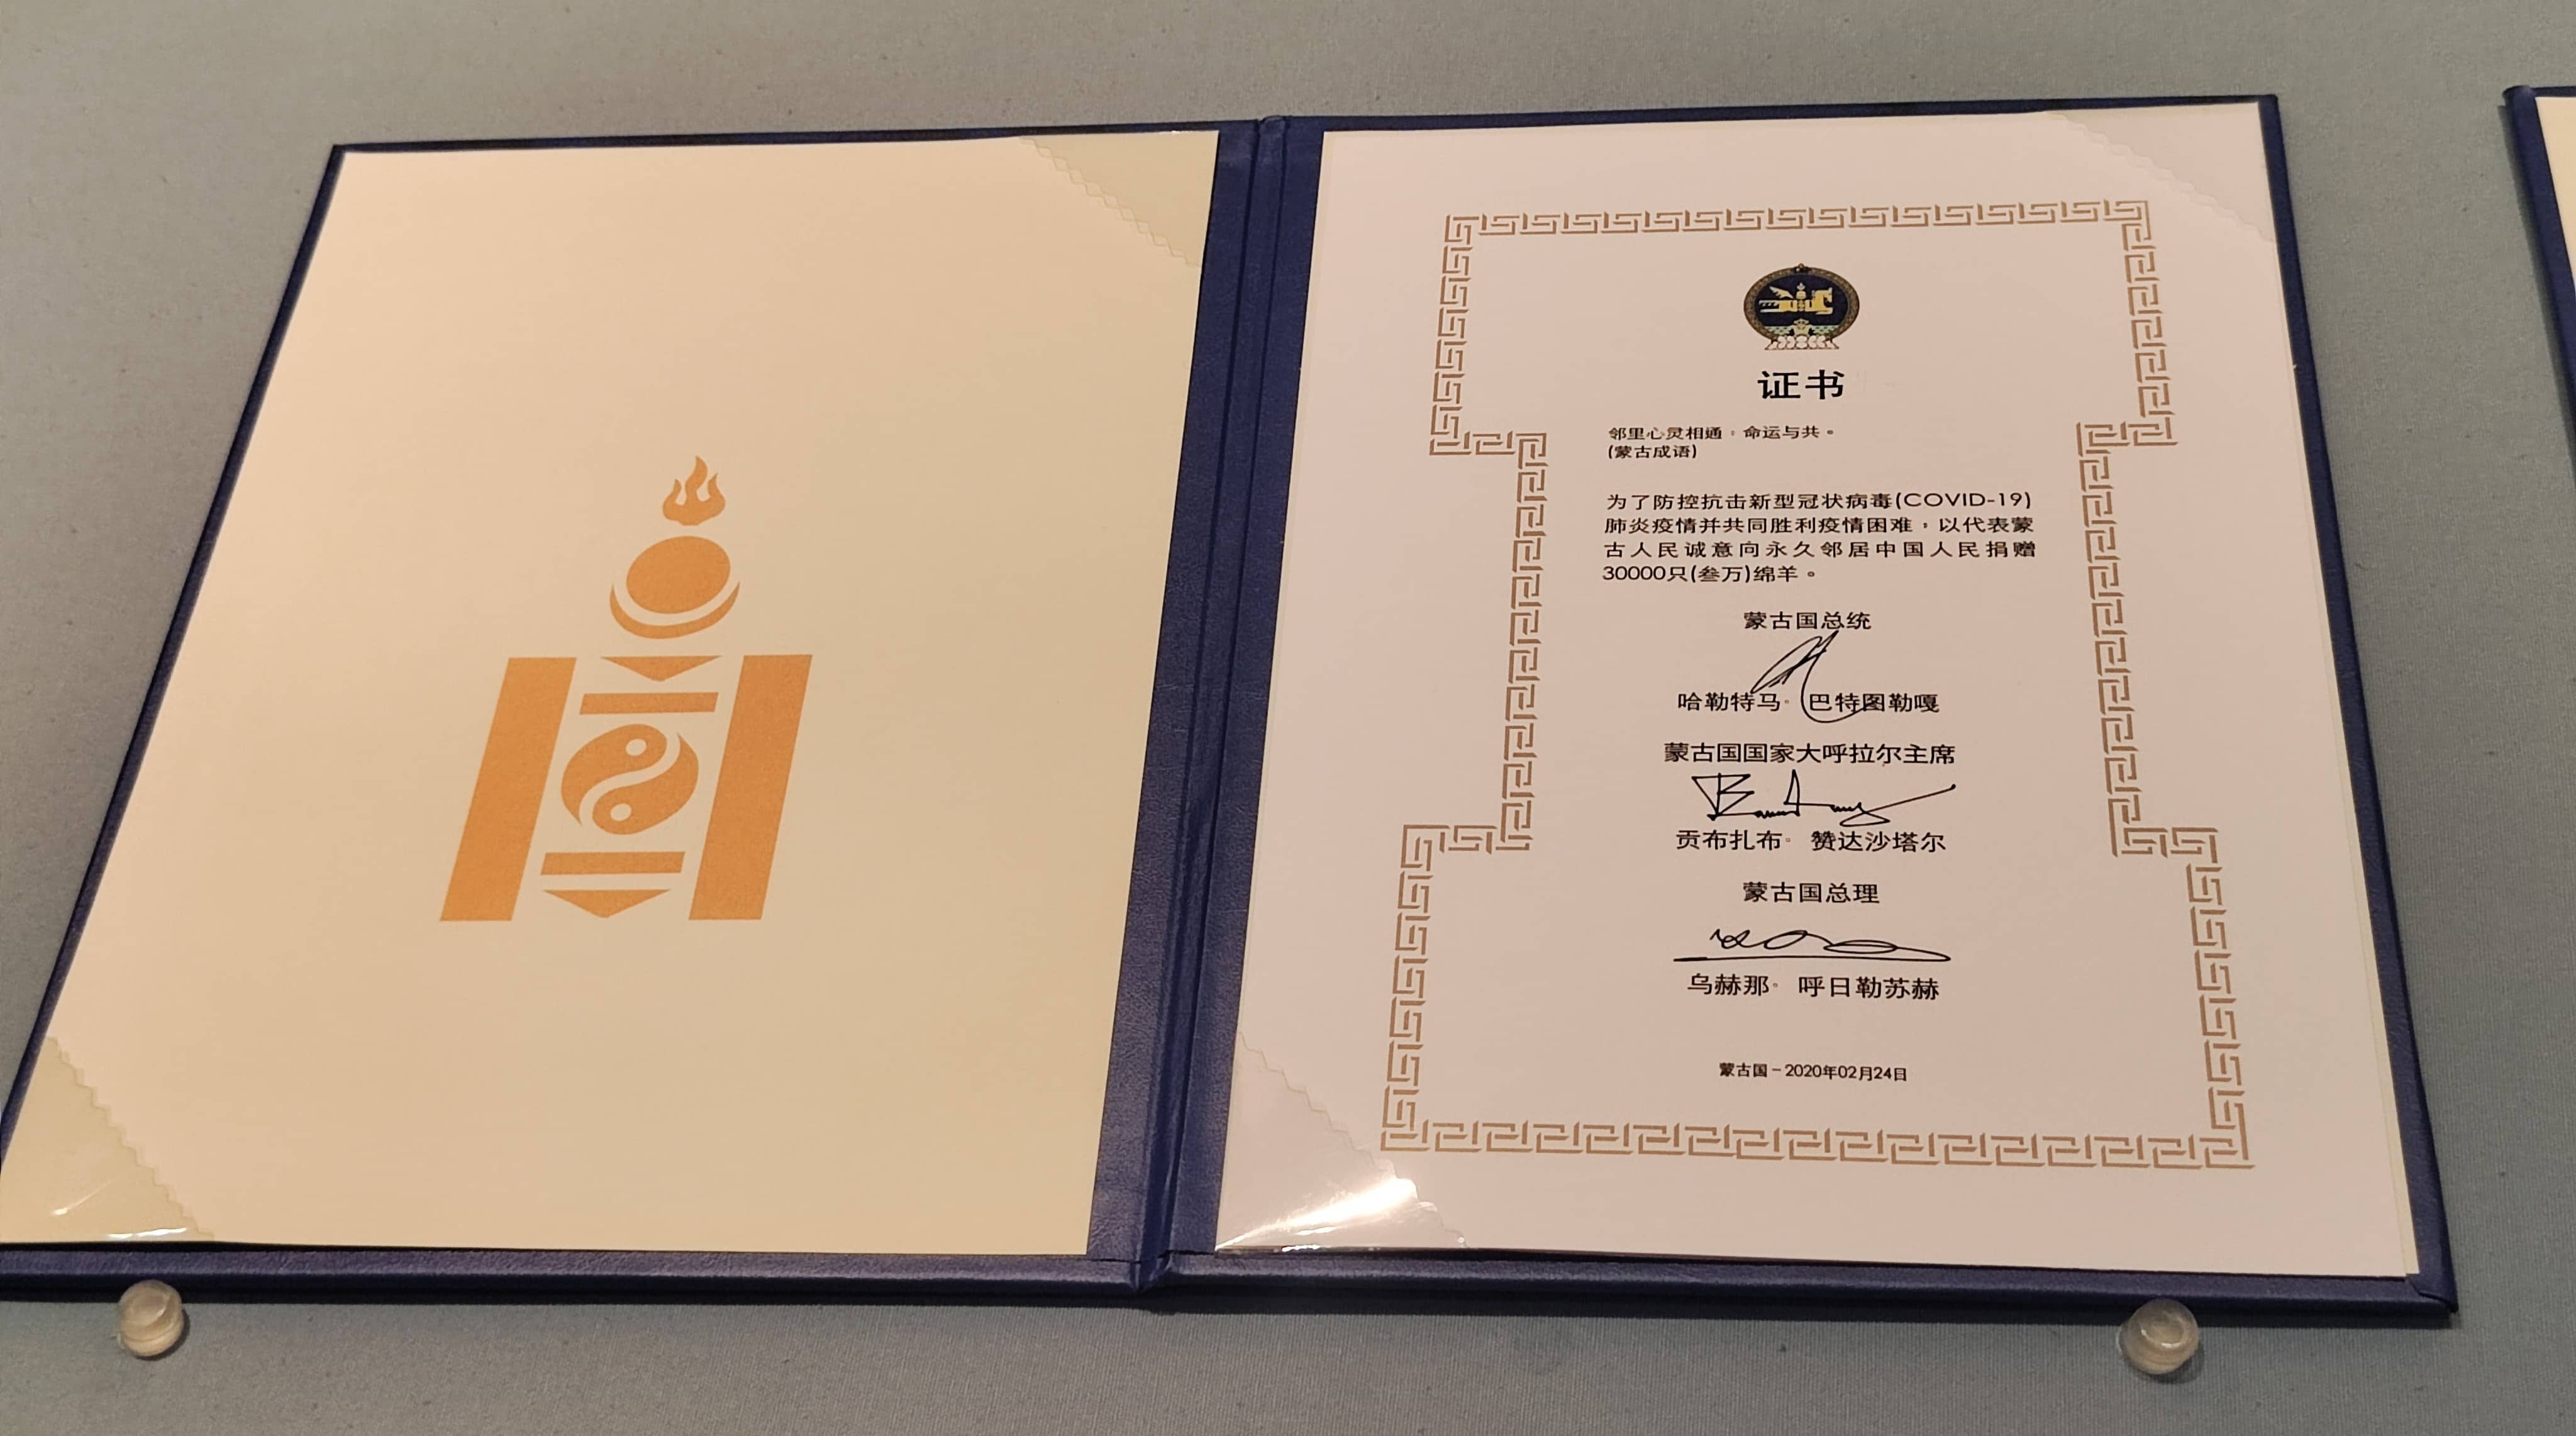 证书
邻里心灵相通，命运与共。
(蒙古成语)
为了防控抗击新型冠状病毒(COVID-19)
肺炎疫情并共同胜利疫情困难，以代表蒙
古人民诚意向永久邻居中国人民捐赠
30000只(叁万)绵羊。
蒙古国总统
哈勒特马· 巴特图勒嘎
蒙古国国家大呼拉尔主席
贡布扎布· 赞达沙塔尔
蒙古国总理
乌赫那· 呼日勒苏赫
蒙古国－2020年02月24日